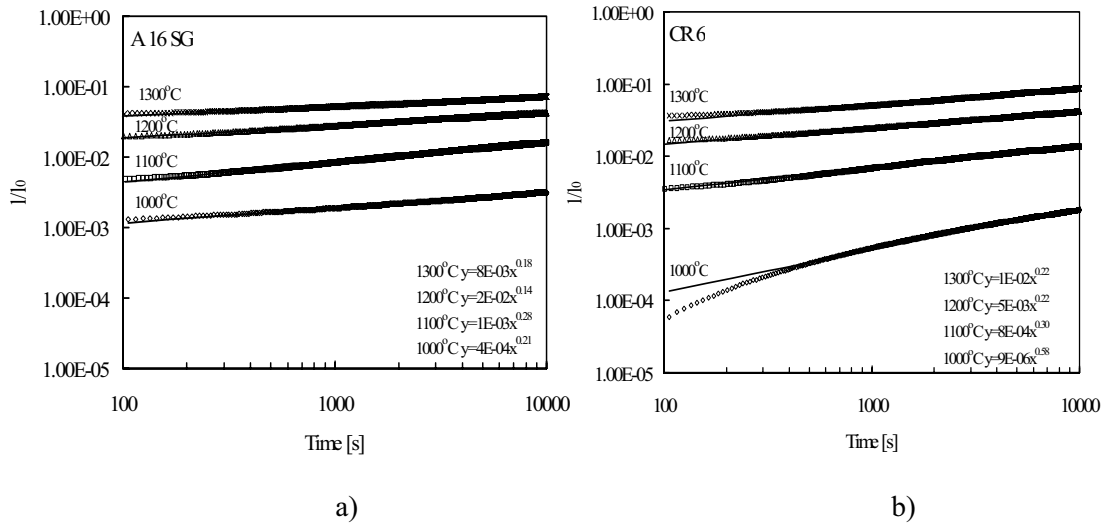 A 16 SG
1.00E+00
1.00E-01
1.00E-02
1.00E-03
1.00E-04
1.00E-05
l/l₀
1300°C
1200°C
1100°C
1000°C
1300°C y=8E-03x^0.18
1200°C y=2E-02x^0.14
1100°C y=1E-03x^0.28
1000°C y=4E-04x^0.21
100 1000 10000
Time [s]
a)
CR 6
1.00E+00
1.00E-01
1.00E-02
1.00E-03
1.00E-04
1.00E-05
l/l₀
1300°C
1200°C
1100°C
1000°C
1300°C y=1E-02x^0.22
1200°C y=5E-03x^0.22
1100°C y=8E-04x^0.30
1000°C y=9E-06x^0.58
100 1000 10000
Time [s]
b)